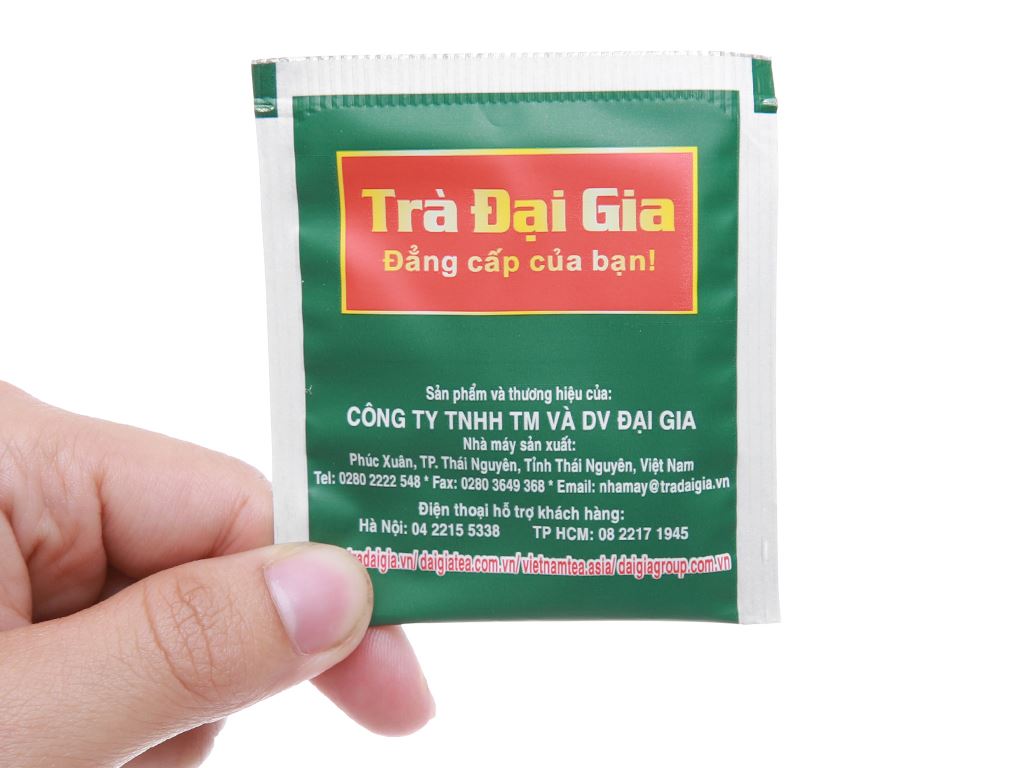 Trà Đại Gia
Đẳng cấp của bạn!
Sản phẩm và thương hiệu của:
CÔNG TY TNHH TM VÀ DV ĐẠI GIA
Nhà máy sản xuất:
Phúc Xuân, TP. Thái Nguyên, Tỉnh Thái Nguyên, Việt Nam
Tel: 0280 2222 548 * Fax: 0280 3649 368 * Email: nhamay@tradaigia.vn
Điện thoại hỗ trợ khách hàng:
Hà Nội: 04 2215 5338 TP HCM: 08 2217 1945
tradaigia.vn/ daigiatea.com.vn/ vietnamtea.asia/ daigiagroup.com.vn